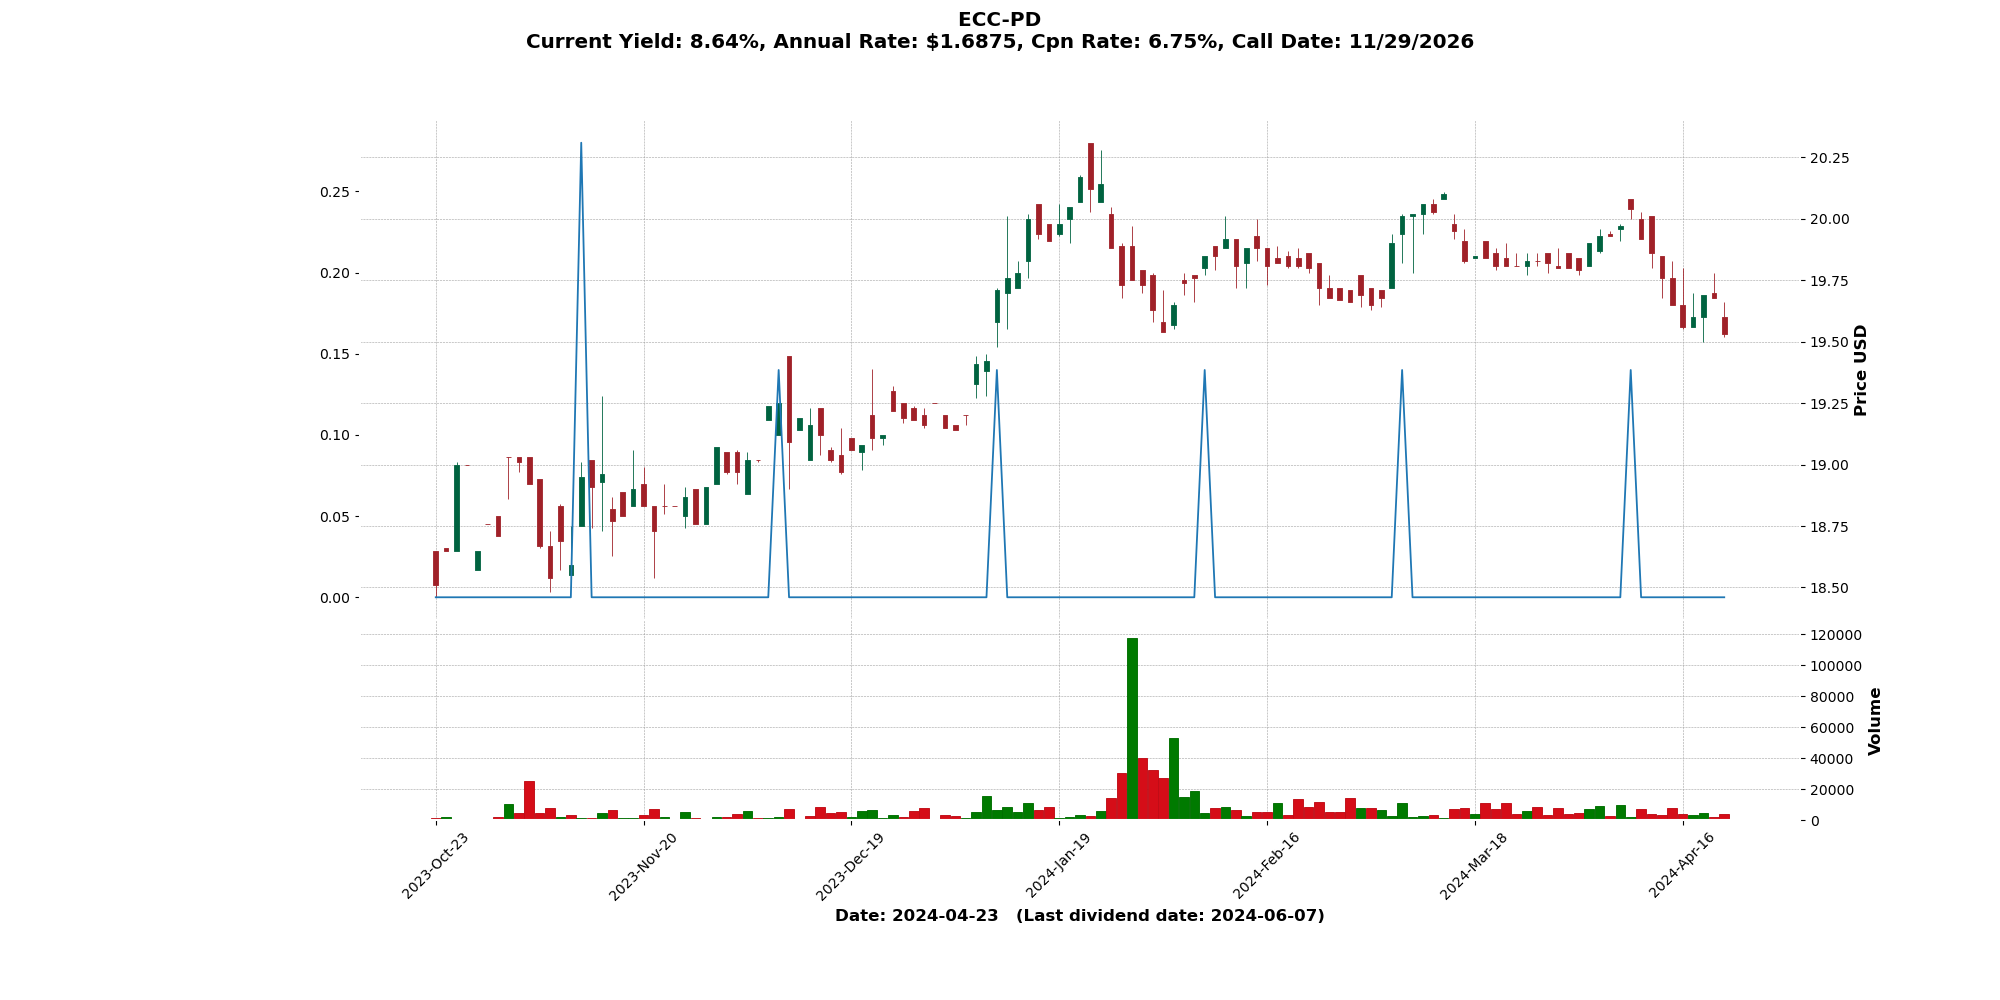 ECC-PD
Current Yield: 8.64%, Annual Rate: $1.6875, Cpn Rate: 6.75%, Call Date: 11/29/2026
0.25
0.20
0.15
0.10
0.05
0.00
20.25
20.00
19.75
19.50
19.25
19.00
18.75
18.50
Price USD
120000
100000
80000
60000
40000
20000
0
Volume
2023-Oct-23
2023-Nov-20
2023-Dec-19
2024-Jan-19
2024-Feb-16
2024-Mar-18
2024-Apr-16
Date: 2024-04-23   (Last dividend date: 2024-06-07)